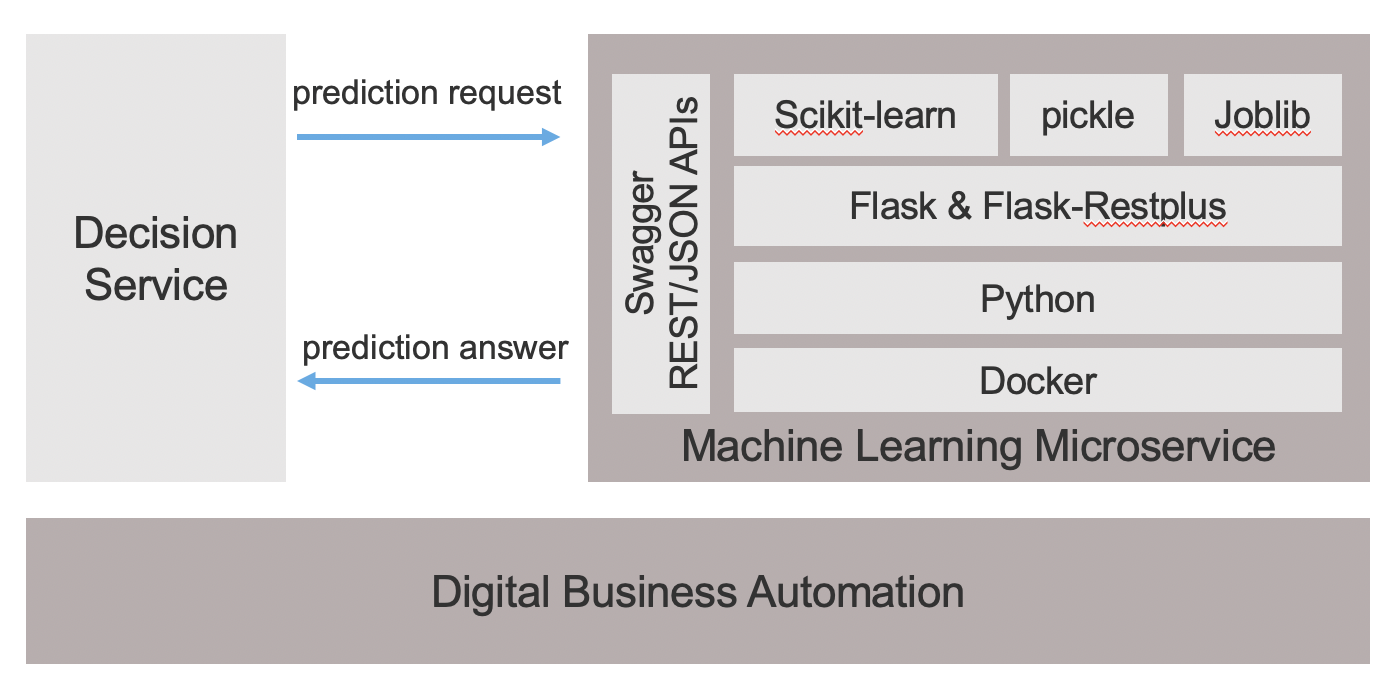 Decision
Service
prediction request
prediction answer
Swagger
REST/JSON APIs
Scikit-learn
pickle
Joblib
Flask & Flask-Restplus
Python
Docker
Machine Learning Microservice
Digital Business Automation